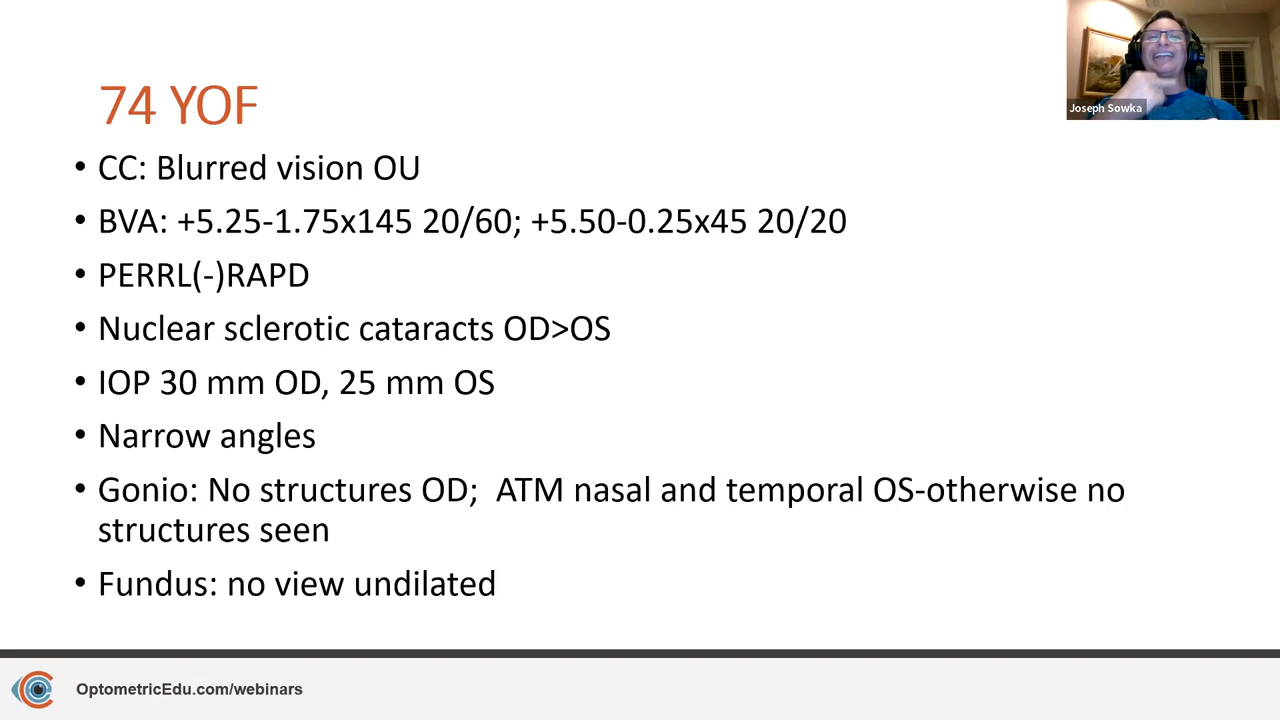 Joseph Sowka
74 YOF
• CC: Blurred vision OU
• BVA: +5.25-1.75x145 20/60; +5.50-0.25x45 20/20
• PERRL(-)RAPD
• Nuclear sclerotic cataracts OD>OS
• IOP 30 mm OD, 25 mm OS
• Narrow angles
• Gonio: No structures OD;  ATM nasal and temporal OS-otherwise no
structures seen
• Fundus: no view undilated
OptometricEdu.com/webinars